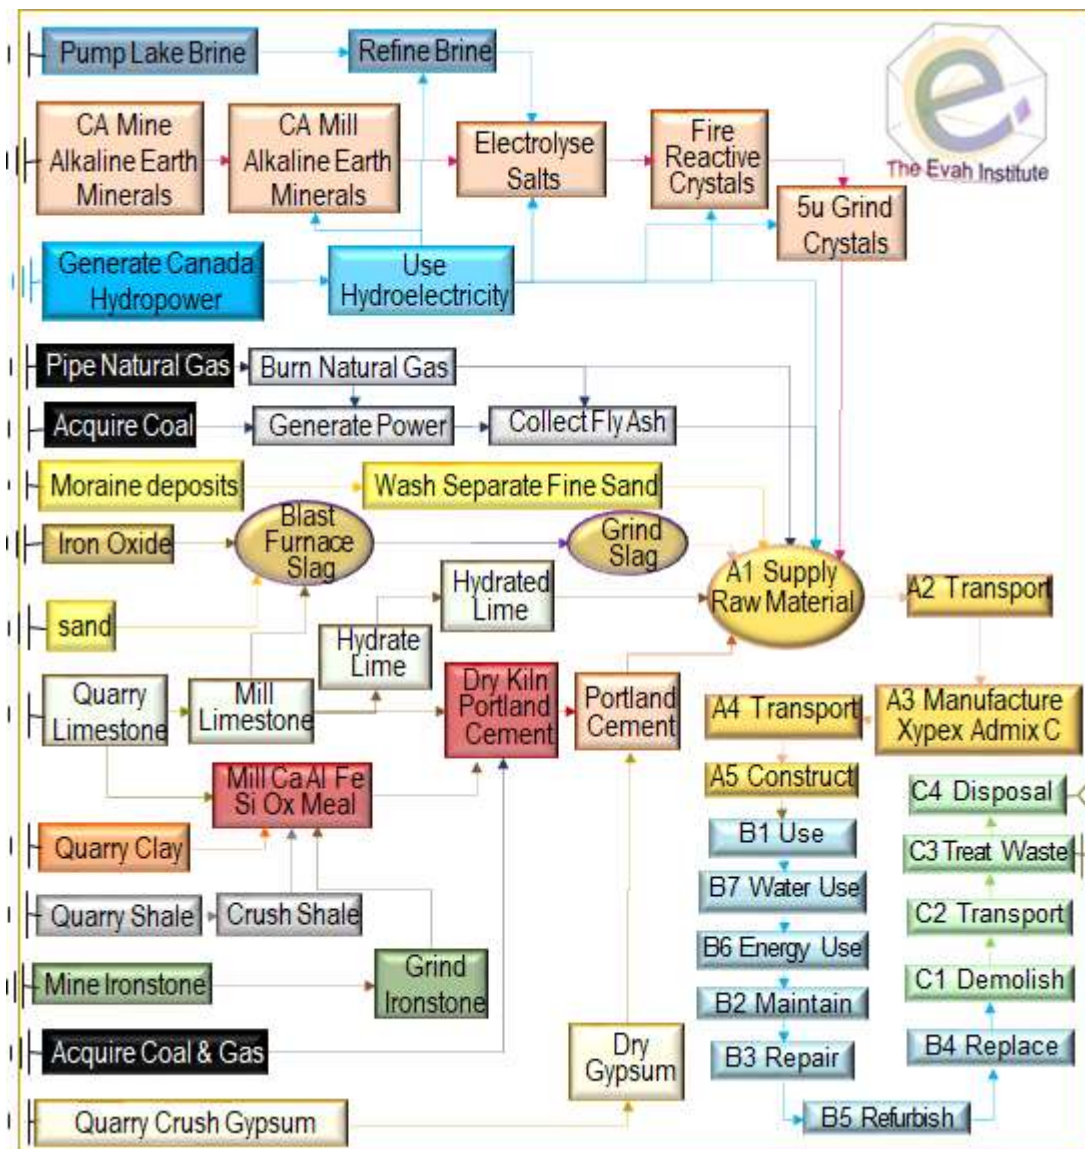 Pump Lake Brine
Refine Brine
The Evah Institute
CA Mine
Alkaline Earth
Minerals
CA Mill
Alkaline Earth
Minerals
Electrolyse
Salts
Fire
Reactive
Crystals
5u Grind
Crystals
Generate Canada
Hydropower
Use
Hydroelectricity
Pipe Natural Gas
Burn Natural Gas
Acquire Coal
Generate Power
Collect Fly Ash
Moraine deposits
Wash Separate Fine Sand
Iron Oxide
Blast
Furnace
Slag
Grind
Slag
A1 Supply
Raw Material
A2 Transport
sand
Hydrated
Lime
Hydrate
Lime
Quarry
Limestone
Mill
Limestone
Dry Kiln
Portland
Cement
Portland
Cement
A4 Transport
A3 Manufacture
Xypex Admix C
Mill Ca Al Fe
Si Ox Meal
A5 Construct
C4 Disposal
Quarry Clay
B1 Use
C3 Treat Waste
B7 Water Use
Quarry Shale
Crush Shale
C2 Transport
B6 Energy Use
Mine Ironstone
Grind
Ironstone
C1 Demolish
B2 Maintain
Acquire Coal & Gas
Dry
Gypsum
B3 Repair
B4 Replace
Quarry Crush Gypsum
B5 Refurbish